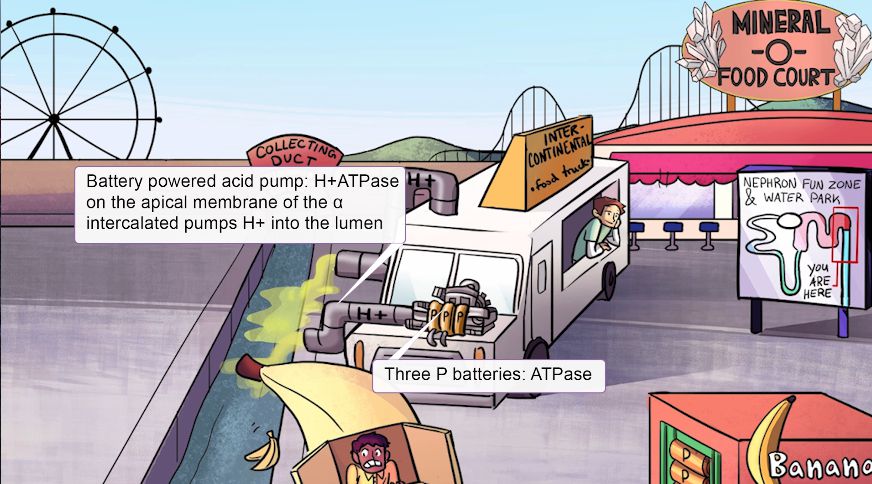 MINERAL
-O-
FOOD COURT
COLLECTING
DUCT
INTER-
CONTINENTAL
• food truck •
H+
Battery powered acid pump: H+ATPase
on the apical membrane of the α
intercalated pumps H+ into the lumen
NEPHRON FUN ZONE
& WATER PARK
YOU
ARE
HERE
H+
P P P
Three P batteries: ATPase
P
P
Banana